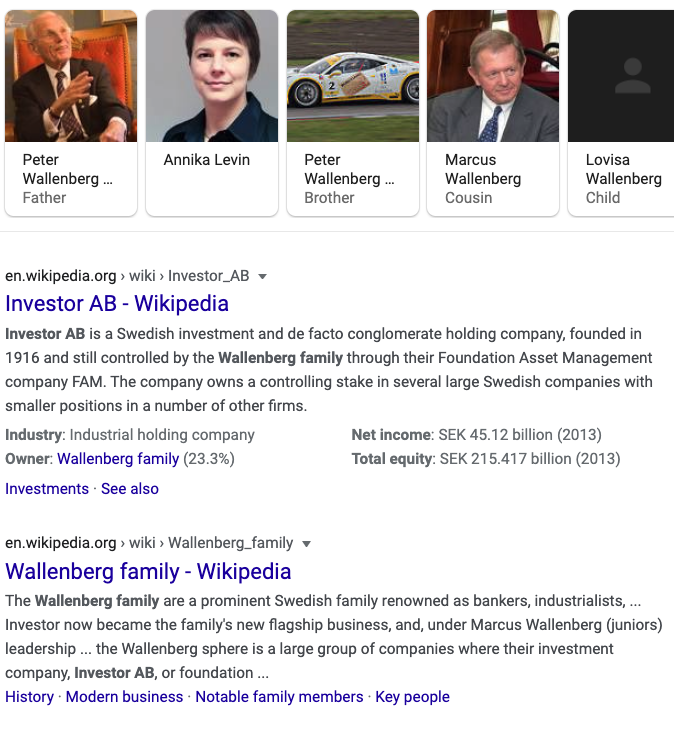 Peter
Wallenberg ...
Father
Annika Levin
Peter
Wallenberg ...
Brother
Marcus
Wallenberg
Cousin
Lovisa
Wallenberg
Child
2
en.wikipedia.org › wiki › Investor_AB
Investor AB - Wikipedia
Investor AB is a Swedish investment and de facto conglomerate holding company, founded in
1916 and still controlled by the Wallenberg family through their Foundation Asset Management
company FAM. The company owns a controlling stake in several large Swedish companies with
smaller positions in a number of other firms.
Industry: Industrial holding company
Net income: SEK 45.12 billion (2013)
Owner: Wallenberg family (23.3%)
Total equity: SEK 215.417 billion (2013)
Investments · See also
en.wikipedia.org › wiki › Wallenberg_family
Wallenberg family - Wikipedia
The Wallenberg family are a prominent Swedish family renowned as bankers, industrialists, ...
Investor now became the family's new flagship business, and, under Marcus Wallenberg (juniors)
leadership ... the Wallenberg sphere is a large group of companies where their investment
company, Investor AB, or foundation ...
History · Modern business · Notable family members · Key people